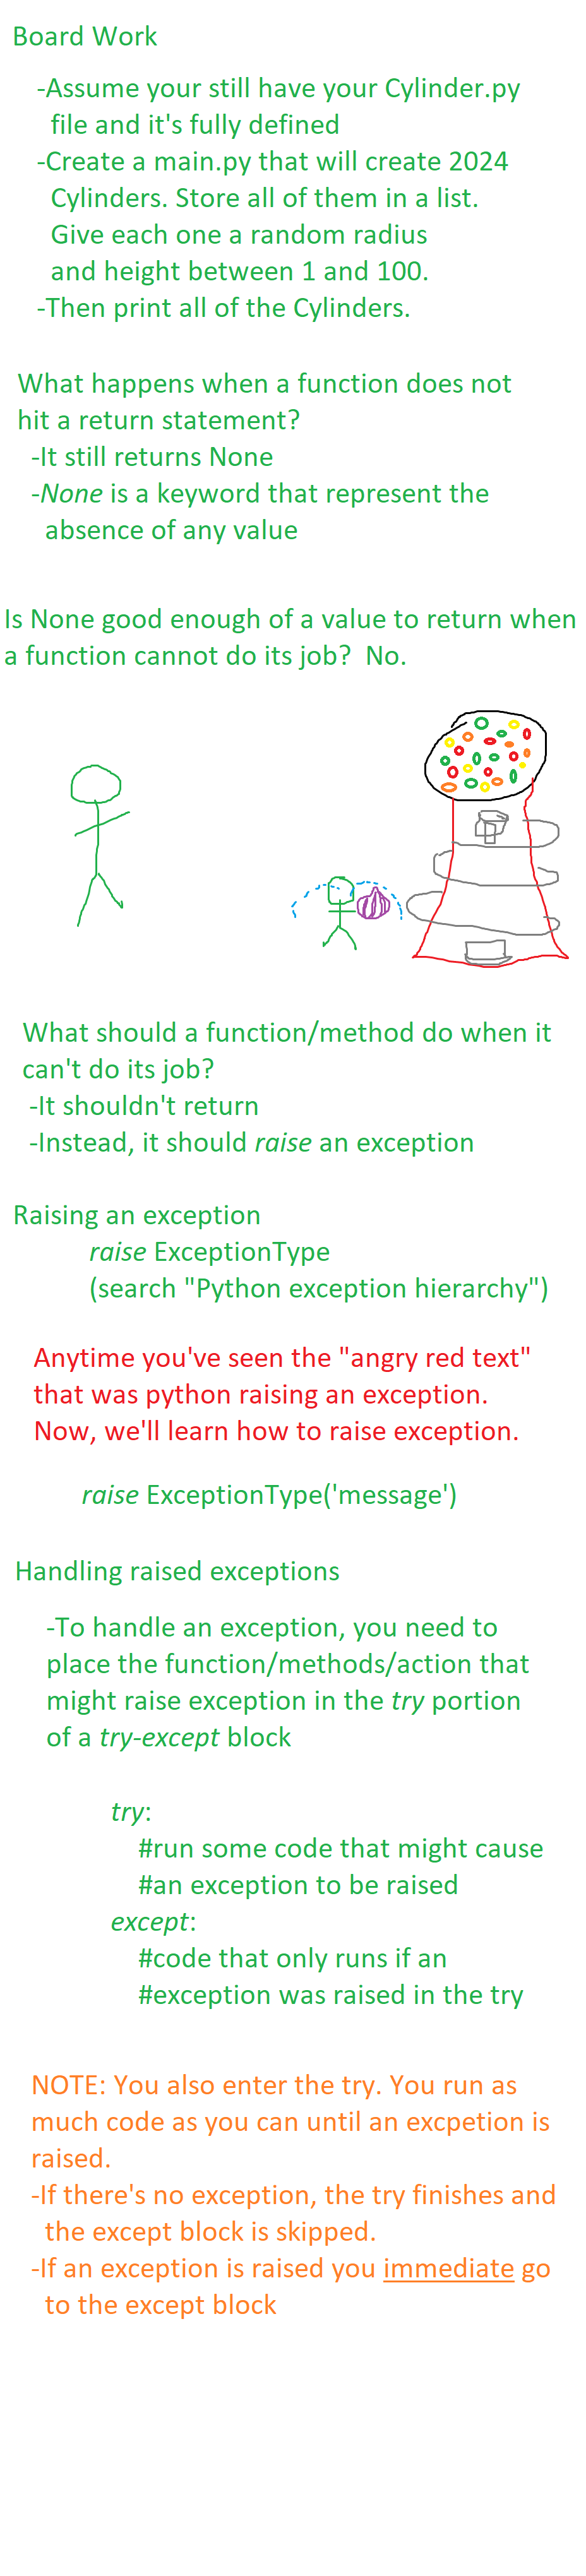 Board Work
-Assume your still have your Cylinder.py
file and it's fully defined
-Create a main.py that will create 2024
Cylinders. Store all of them in a list.
Give each one a random radius
and height between 1 and 100.
-Then print all of the Cylinders.
What happens when a function does not
hit a return statement?
-It still returns None
-None is a keyword that represent the
absence of any value
Is None good enough of a value to return when
a function cannot do its job?  No.
What should a function/method do when it
can't do its job?
-It shouldn't return
-Instead, it should raise an exception
Raising an exception
raise ExceptionType
(search "Python exception hierarchy")
Anytime you've seen the "angry red text"
that was python raising an exception.
Now, we'll learn how to raise exception.
raise ExceptionType('message')
Handling raised exceptions
-To handle an exception, you need to
place the function/methods/action that
might raise exception in the try portion
of a try-except block
try:
#run some code that might cause
#an exception to be raised
except:
#code that only runs if an
#exception was raised in the try
NOTE: You also enter the try. You run as
much code as you can until an excpetion is
raised.
-If there's no exception, the try finishes and
the except block is skipped.
-If an exception is raised you immediate go
to the except block